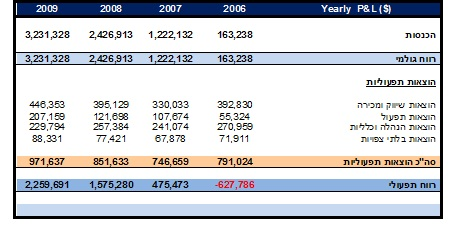 Yearly P&L ($) 2006 2007 2008 2009
הכנסות 163,238 1,222,132 2,426,913 3,231,328
רווח גולמי 163,238 1,222,132 2,426,913 3,231,328
הוצאות תפעוליות
הוצאות שיווק ומכירה 392,830 330,033 395,129 446,353
הוצאות תפעול 55,324 107,674 121,698 207,159
הוצאות הנהלה וכלליות 270,959 241,074 257,384 229,794
הוצאות בלתי צפויות 71,911 67,878 77,421 88,331
סה"כ הוצאות תפעוליות 791,024 746,659 851,633 971,637
רווח תפעולי -627,786 475,473 1,575,280 2,259,691